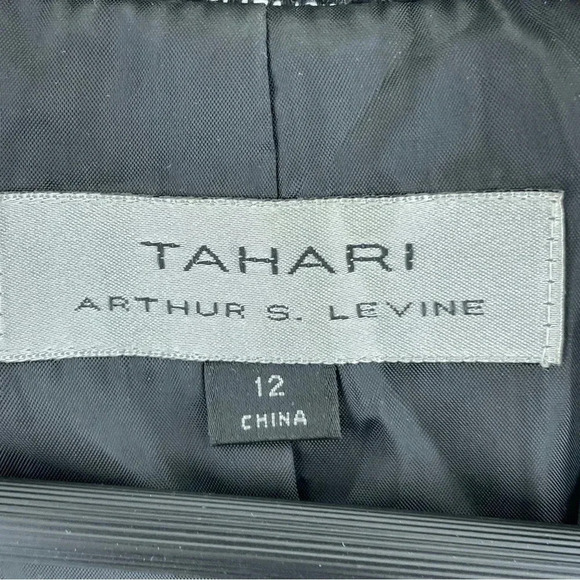 TAHARI
ARTHUR S. LEVINE
12
CHINA